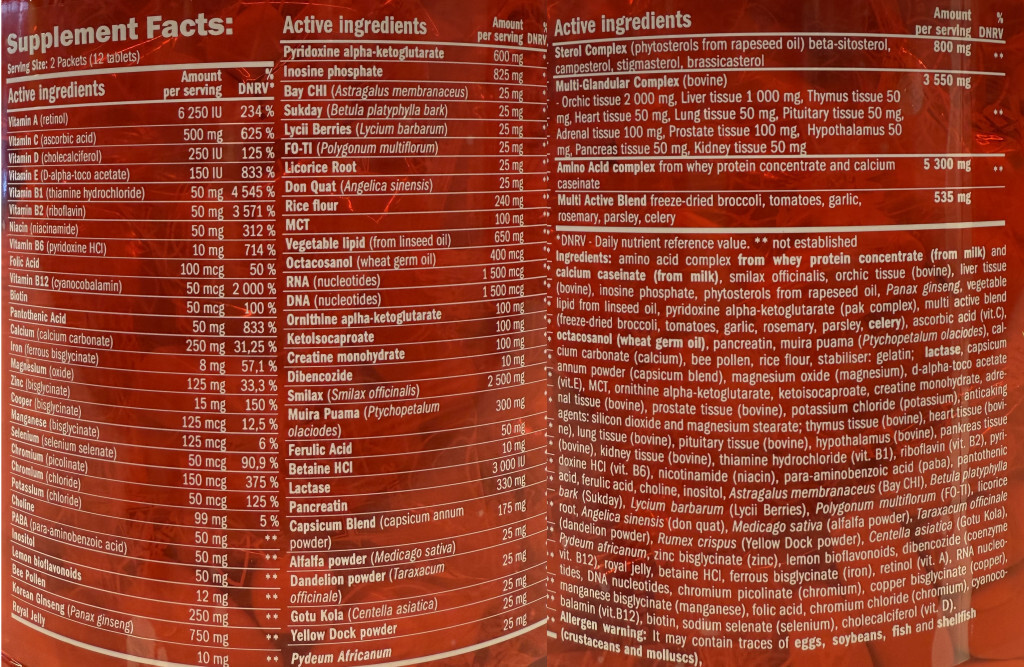 Supplement Facts:
Serving Size: 2 Packets (12 tablets)
Active ingredients Amount per serving % DNRV*
Vitamin A (retinol) 6 250 IU 234 %
Vitamin C (ascorbic acid) 500 mg 625 %
Vitamin D (cholecalciferol) 250 IU 125 %
Vitamin E (D-alpha-toco acetate) 150 IU 833 %
Vitamin B1 (thiamine hydrochloride) 50 mg 4 545 %
Vitamin B2 (riboflavin) 50 mg 3 571 %
Niacin (niacinamide) 50 mg 312 %
Vitamin B6 (pyridoxine HCl) 10 mg 714 %
Folic Acid 100 mcg 50 %
Vitamin B12 (cyanocobalamin) 50 mcg 2 000 %
Biotin 50 mcg 100 %
Pantothenic Acid 50 mg 833 %
Calcium (calcium carbonate) 250 mg 31,25 %
Iron (ferrous bisglycinate) 8 mg 57,1 %
Magnesium (oxide) 125 mg 33,3 %
Zinc (bisglycinate) 15 mg 150 %
Cooper (bisglycinate) 125 mcg 12,5 %
Manganese (bisglycinate) 125 mcg 6 %
Selenium (selenium selenate) 50 mcg 90,9 %
Chromium (picolinate) 150 mcg 375 %
Chromium (chloride) 50 mcg 125 %
Potassium (chloride) 99 mg 5 %
Choline 50 mg **
PABA (para-aminobenzoic acid) 50 mg **
Inositol 50 mg **
Lemon bioflavonoids 12 mg **
Bee Pollen 250 mg **
Korean Ginseng (Panax ginseng) 750 mg **
Royal Jelly 10 mg **
Active ingredients Amount per serving % DNRV
Pyridoxine alpha-ketoglutarate 600 mg
Inosine phosphate 825 mg
Bay CHI (Astragalus membranaceus) 25 mg
Sukday (Betula platyphylla bark) 25 mg
Lycii Berries (Lycium barbarum) 25 mg
FO-TI (Polygonum multiflorum) 25 mg
Licorice Root 25 mg
Don Quat (Angelica sinensis) 25 mg
Rice flour 240 mg
MCT 100 mg
Vegetable lipid (from linseed oil) 650 mg
Octacosanol (wheat germ oil) 400 mcg
RNA (nucleotides) 1 500 mcg
DNA (nucleotides) 1 500 mcg
Ornithine aplha-ketoglutarate 100 mg
Ketoisocaproate 100 mg
Creatine monohydrate 100 mg
Dibencozide 10 mg
Smilax (Smilax officinalis) 2 500 mg
Muira Puama (Ptychopetalum
olaciodes) 300 mg
Ferulic Acid 50 mg
Betaine HCl 10 mg
Lactase 3 000 IU
Pancreatin 330 mg
Capsicum Blend (capsicum annum
powder) 175 mg
Alfalfa powder (Medicago sativa) 25 mg
Dandelion powder (Taraxacum
officinale) 25 mg
Gotu Kola (Centella asiatica) 25 mg
Yellow Dock powder 25 mg
Pydeum Africanum 25 mg
Active ingredients Amount per serving % DNRV
Sterol Complex (phytosterols from rapeseed oil) beta-sitosterol, 800 mg **
campesterol, stigmasterol, brassicasterol
Multi-Glandular Complex (bovine) 3 550 mg
- Orchic tissue 2 000 mg, Liver tissue 1 000 mg, Thymus tissue 50
mg, Heart tissue 50 mg, Lung tissue 50 mg, Pituitary tissue 50 mg, **
Adrenal tissue 100 mg, Prostate tissue 100 mg, Hypothalamus 50
mg, Pancreas tissue 50 mg, Kidney tissue 50 mg
Amino Acid complex from whey protein concentrate and calcium 5 300 mg **
caseinate
Multi Active Blend freeze-dried broccoli, tomatoes, garlic, 535 mg
rosemary, parsley, celery
*DNRV - Daily nutrient reference value. ** not established
Ingredients: amino acid complex from whey protein concentrate (from milk) and
calcium caseinate (from milk), smilax officinalis, orchic tissue (bovine), liver tissue
(bovine), inosine phosphate, phytosterols from rapeseed oil, Panax ginseng, vegetable
lipid from linseed oil, pyridoxine alpha-ketoglutarate (pak complex), multi active blend
(freeze-dried broccoli, tomatoes, garlic, rosemary, parsley, celery), ascorbic acid (vit.C),
octacosanol (wheat germ oil), pancreatin, muira puama (Ptychopetalum olaciodes), cal-
cium carbonate (calcium), bee pollen, rice flour, stabiliser: gelatin; lactase, capsicum
annum powder (capsicum blend), magnesium oxide (magnesium), d-alpha-toco acetate
(vit.E), MCT, ornithine alpha-ketoglutarate, ketoisocaproate, creatine monohydrate, adre-
nal tissue (bovine), prostate tissue (bovine), potassium chloride (potassium), anticaking
agents: silicon dioxide and magnesium stearate; thymus tissue (bovine), heart tissue (bovi-
ne), lung tissue (bovine), pituitary tissue (bovine), hypothalamus (bovine), pankreas tissue
(bovine), kidney tissue (bovine), thiamine hydrochloride (vit. B1), riboflavin (vit. B2), pyri-
doxine HCl (vit. B6), nicotinamide (niacin), para-aminobenzoic acid (paba), pantothenic
acid, ferulic acid, choline, inositol, Astragalus membranaceus (Bay CHI), Betula platyphylla
bark (Sukday), Lycium barbarum (Lycii Berries), Polygonum multiflorum (FO-TI), licorice
root, Angelica sinensis (don quat), Medicago sativa (alfalfa powder), Taraxacum officinale
(dandelion powder), Rumex crispus (Yellow Dock powder), Centella asiatica (Gotu Kola),
Pydeum africanum, zinc bisglycinate (zinc), lemon bioflavonoids, dibencozide (coenzyme
vit. B12), royal jelly, betaine HCl, ferrous bisglycinate (iron), retinol (vit. A), RNA nucleo-
tides, DNA nucleotides, chromium picolinate (chromium), copper bisglycinate (copper),
manganese bisglycinate (manganese), folic acid, chromium chloride (chromium), cyanoco-
balamin (vit.B12), biotin, sodium selenate (selenium), cholecalciferol (vit. D).
Allergen warning: It may contain traces of eggs, soybeans, fish and shellfish
(crustaceans and molluscs),